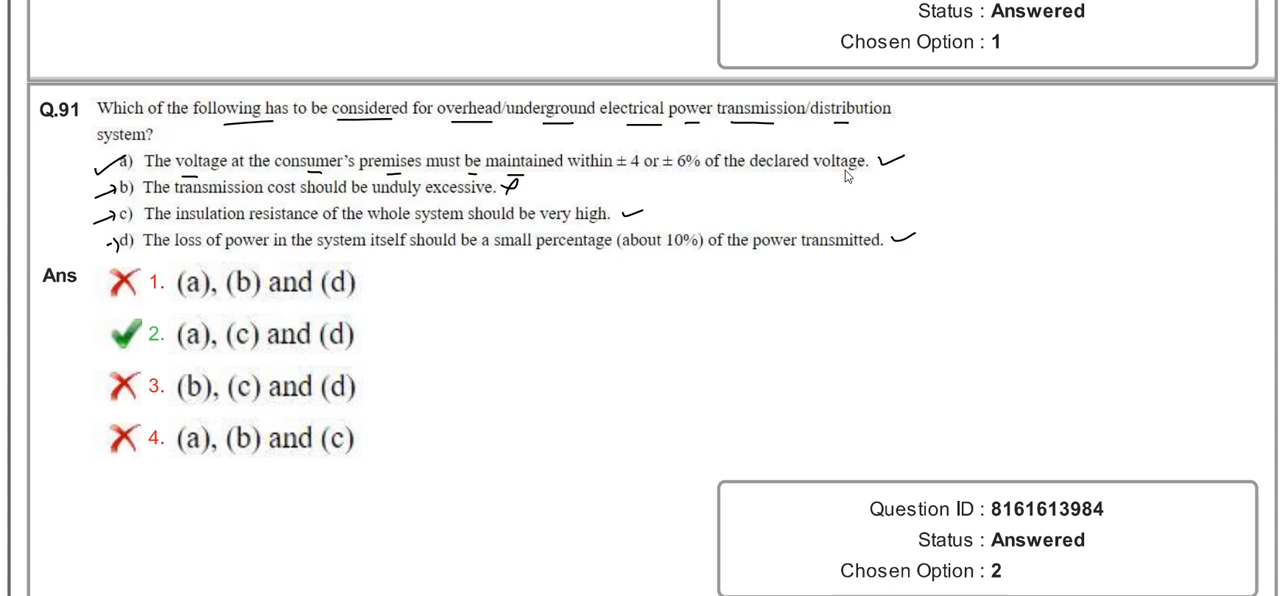 Status : Answered
Chosen Option : 1
Q.91 Which of the following has to be considered for overhead/underground electrical power transmission/distribution
system?
a) The voltage at the consumer's premises must be maintained within ± 4 or ± 6% of the declared voltage.
b) The transmission cost should be unduly excessive.
c) The insulation resistance of the whole system should be very high.
d) The loss of power in the system itself should be a small percentage (about 10%) of the power transmitted.
Ans
1. (a), (b) and (d)
2. (a), (c) and (d)
3. (b), (c) and (d)
4. (a), (b) and (c)
Question ID : 8161613984
Status : Answered
Chosen Option : 2